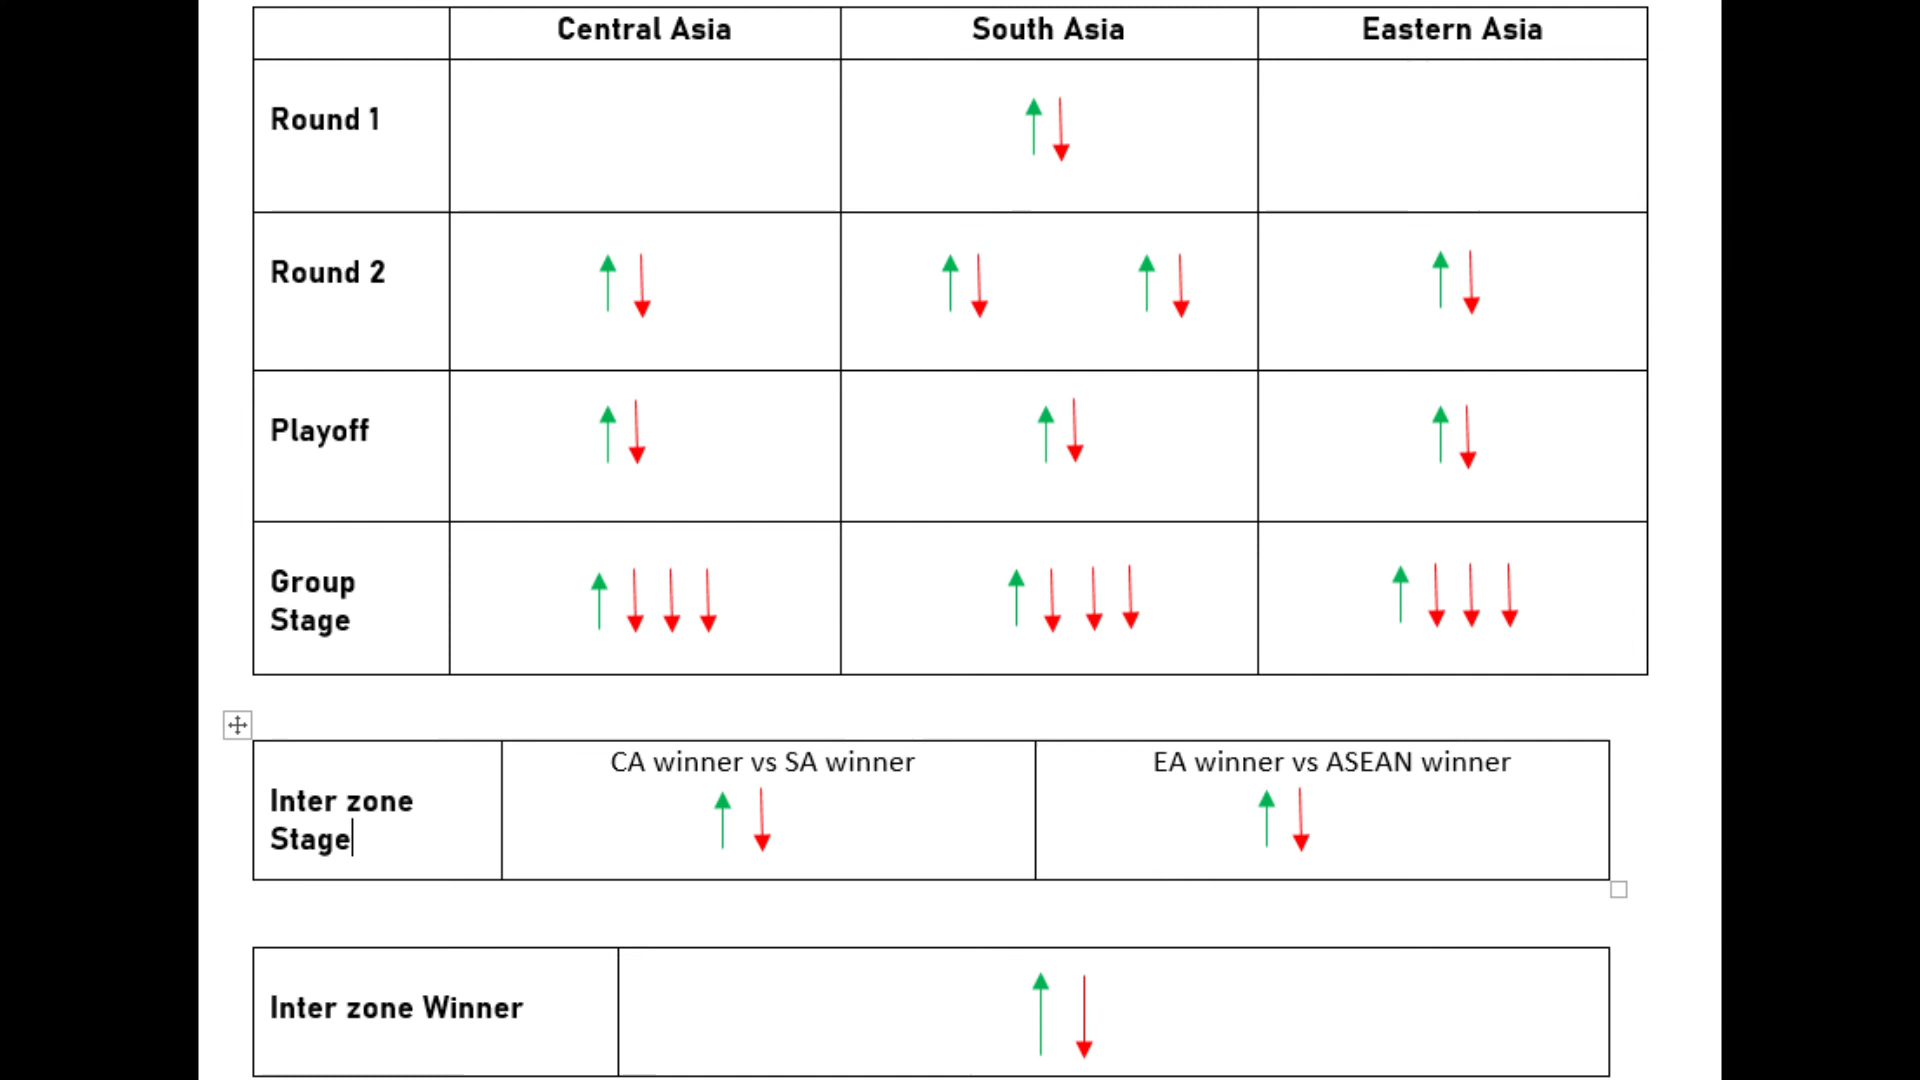 Central Asia
South Asia
Eastern Asia
Round 1
Round 2
Playoff
Group
Stage
CA winner vs SA winner
EA winner vs ASEAN winner
Inter zone
Stage
Inter zone Winner